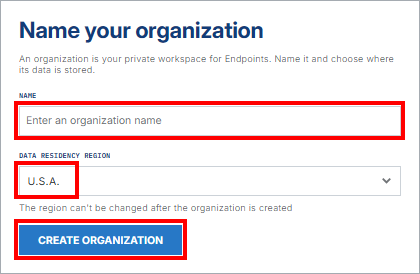 Name your organization
An organization is your private workspace for Endpoints. Name it and choose where
its data is stored.
NAME
Enter an organization name
DATA RESIDENCY REGION
U.S.A.
The region can't be changed after the organization is created
CREATE ORGANIZATION